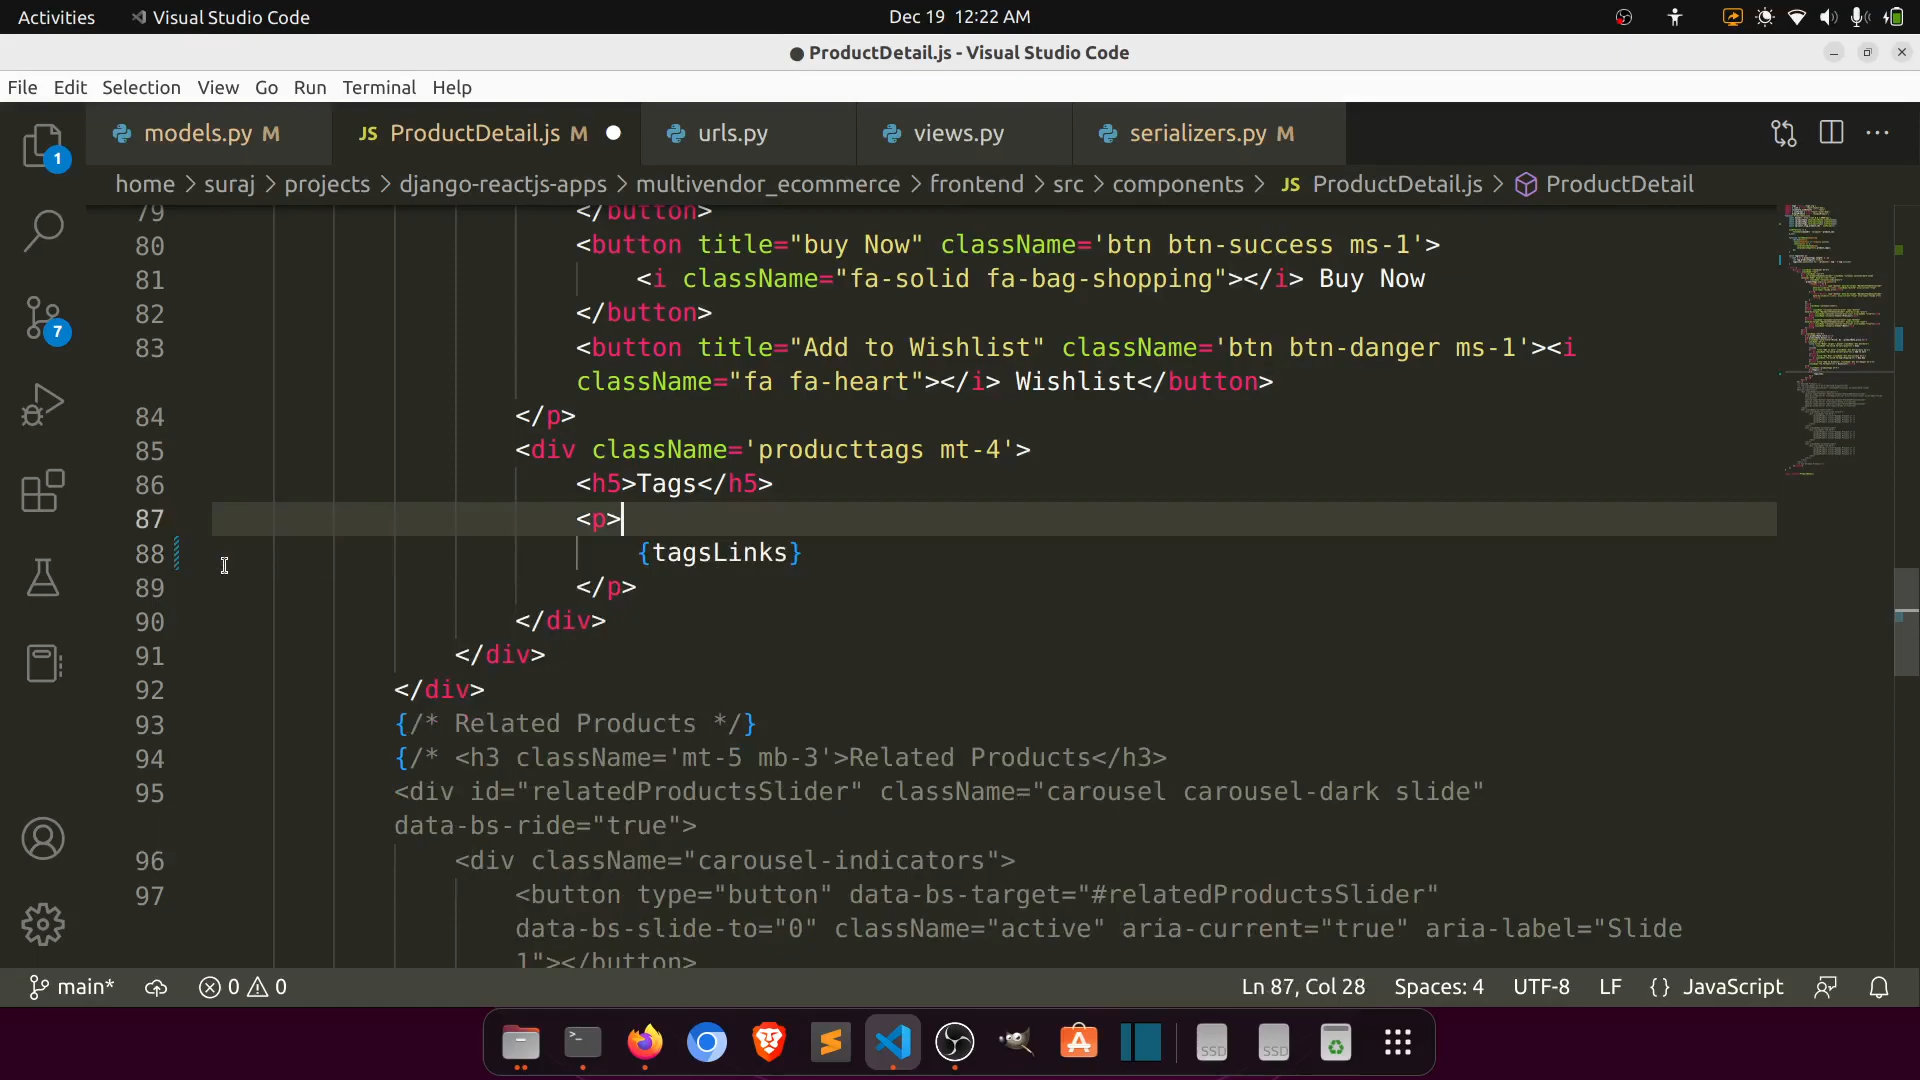 Activities Visual Studio Code Dec 19 12:22 AM
ProductDetail.js - Visual Studio Code
File Edit Selection View Go Run Terminal Help
models.py M JS ProductDetail.js M urls.py views.py serializers.py M
home > suraj > projects > django-reactjs-apps > multivendor_ecommerce > frontend > src > components > JS ProductDetail.js > ProductDetail
79 </button>
80 <button title="buy Now" className='btn btn-success ms-1'>
81 <i className="fa-solid fa-bag-shopping"></i> Buy Now
82 </button>
83 <button title="Add to Wishlist" className='btn btn-danger ms-1'><i
className="fa fa-heart"></i> Wishlist</button>
84 </p>
85 <div className='producttags mt-4'>
86 <h5>Tags</h5>
87 <p>
88 {tagsLinks}
89 </p>
90 </div>
91 </div>
92 </div>
93 {/* Related Products */}
94 {/* <h3 className='mt-5 mb-3'>Related Products</h3>
95 <div id="relatedProductsSlider" className="carousel carousel-dark slide"
data-bs-ride="true">
96 <div className="carousel-indicators">
97 <button type="button" data-bs-target="#relatedProductsSlider"
data-bs-slide-to="0" className="active" aria-current="true" aria-label="Slide
1"></button>
1
7
main* 0 0 Ln 87, Col 28 Spaces: 4 UTF-8 LF {} JavaScript
SSD SSD